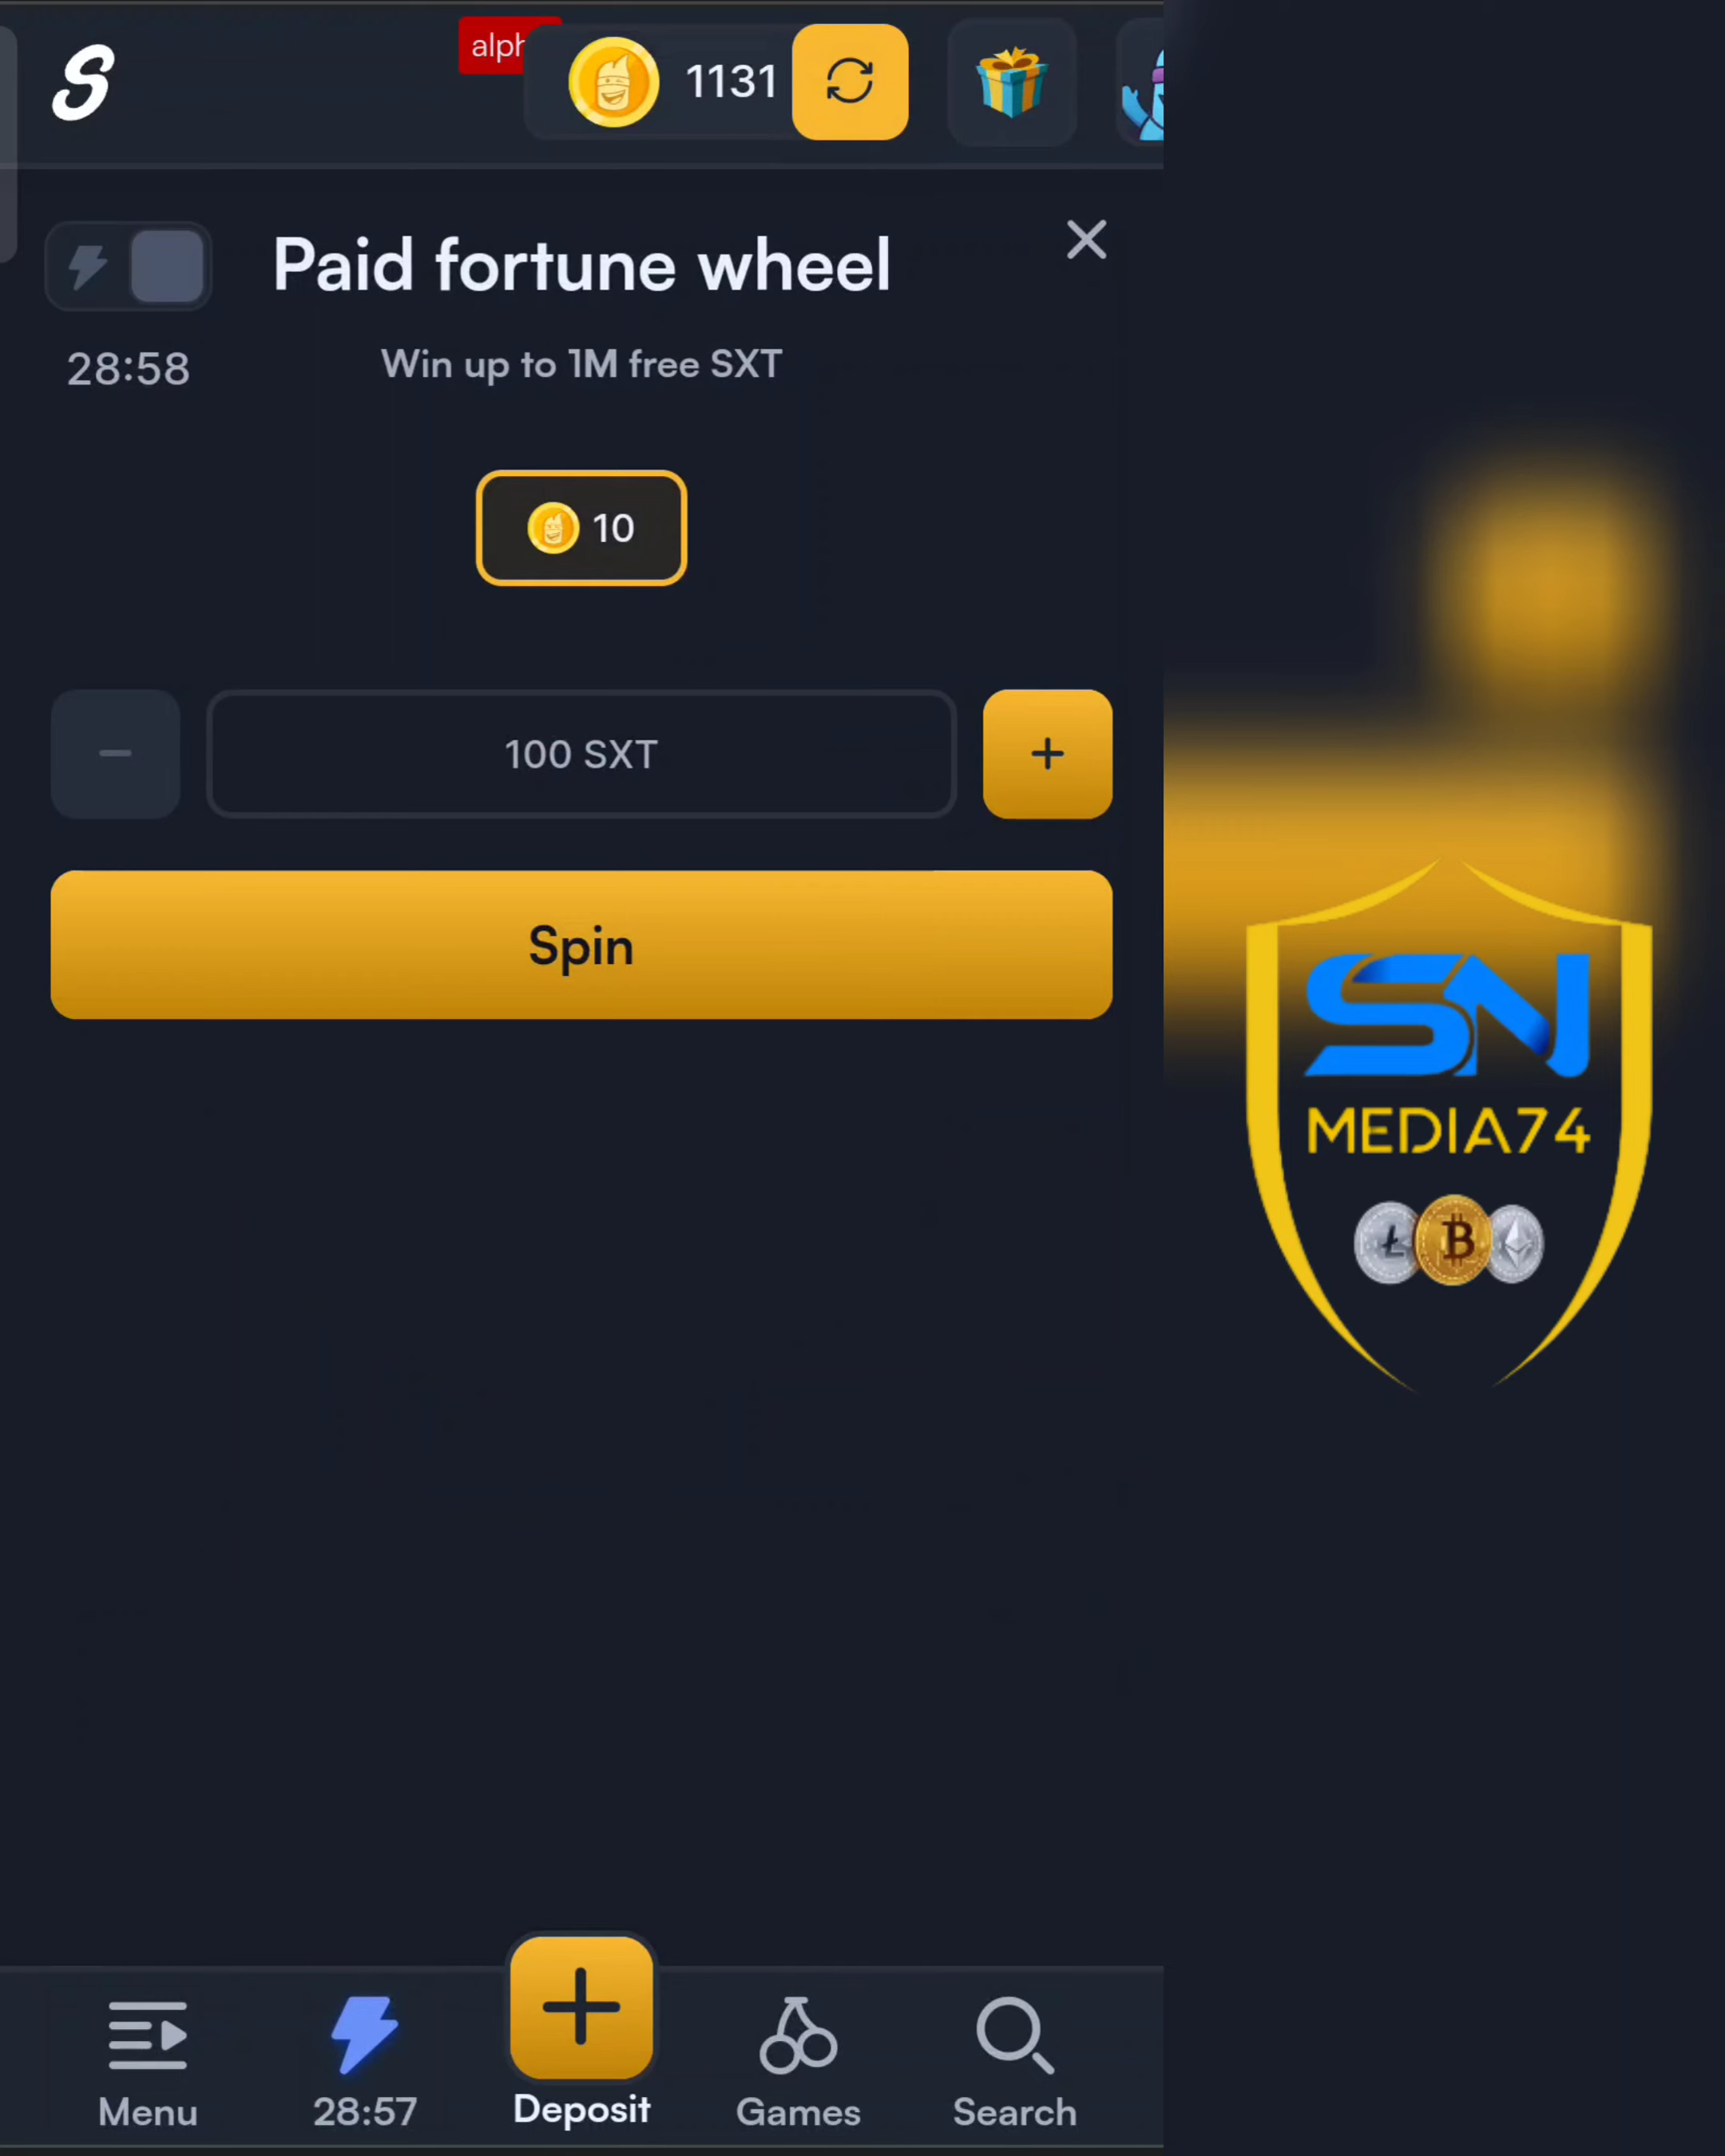 S
alph
1131
Paid fortune wheel
28:58
Win up to 1M free SXT
10
100 SXT
Spin
SN
MEDIA74
Menu
28:57
Deposit
Games
Search